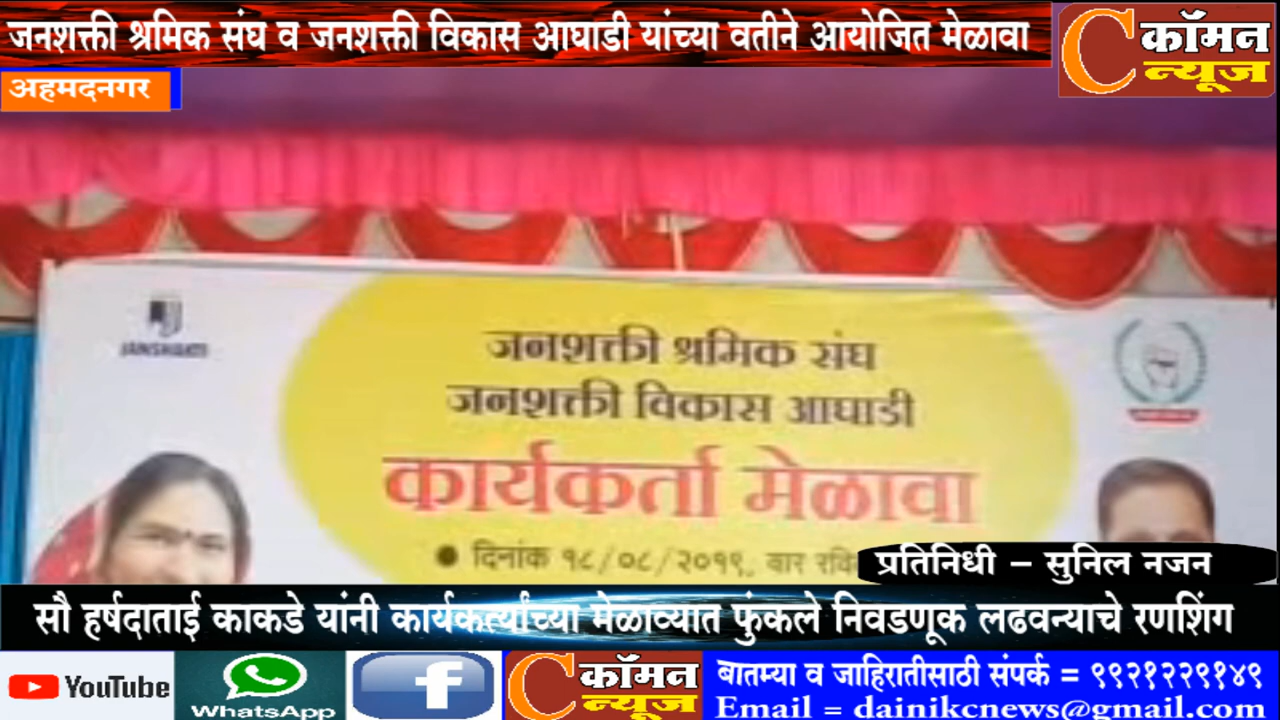 जनशक्ती श्रमिक संघ व जनशक्ती विकास आघाडी यांच्या वतीने आयोजित मेळावा
C कॉमन न्यूज
अहमदनगर
JANSHAKTI
जनशक्ती श्रमिक संघ
जनशक्ती विकास आघाडी
कार्यकर्ता मेळावा
● दिनांक १८/०८/२०१९, वार
प्रतिनिधी – सुनिल नजन
सौ हर्षदाताई काकडे यांनी कार्यकर्त्यांच्या मेळाव्यात फुंकले निवडणूक लढवन्याचे रणशिंग
YouTube
WhatsApp
f
C कॉमन न्यूज
बातम्या व जाहिरातीसाठी संपर्क = ९९२१२२९१४९
Email = dainikcnews@gmail.com